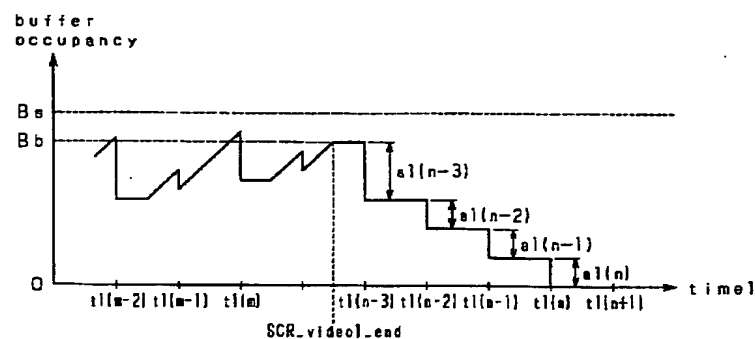 buffer
occupancy
Bs
Bb
a1(n-3)
a1(n-2)
a1(n-1)
a1(n)
0
time1
t1(m-2) t1(m-1) t1(m) t1(n-3) t1(n-2) t1(n-1) t1(n) t1(n+1)
SCR_video1_end